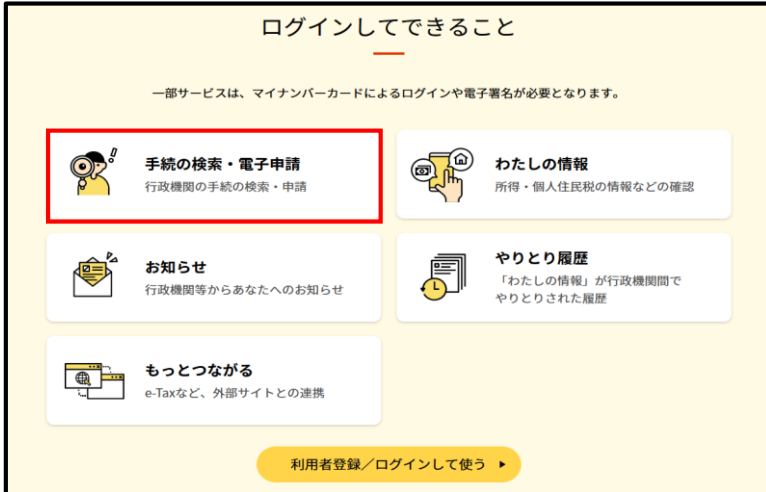 ログインしてできること
一部サービスは、マイナンバーカードによるログインや電子署名が必要となります。
手続の検索・電子申請
行政機関の手続の検索・申請
わたしの情報
所得・個人住民税の情報などの確認
お知らせ
行政機関等からあなたへのお知らせ
やりとり履歴
「わたしの情報」が行政機関間で
やりとりされた履歴
もっとつながる
e-Taxなど、外部サイトとの連携
利用者登録／ログインして使う